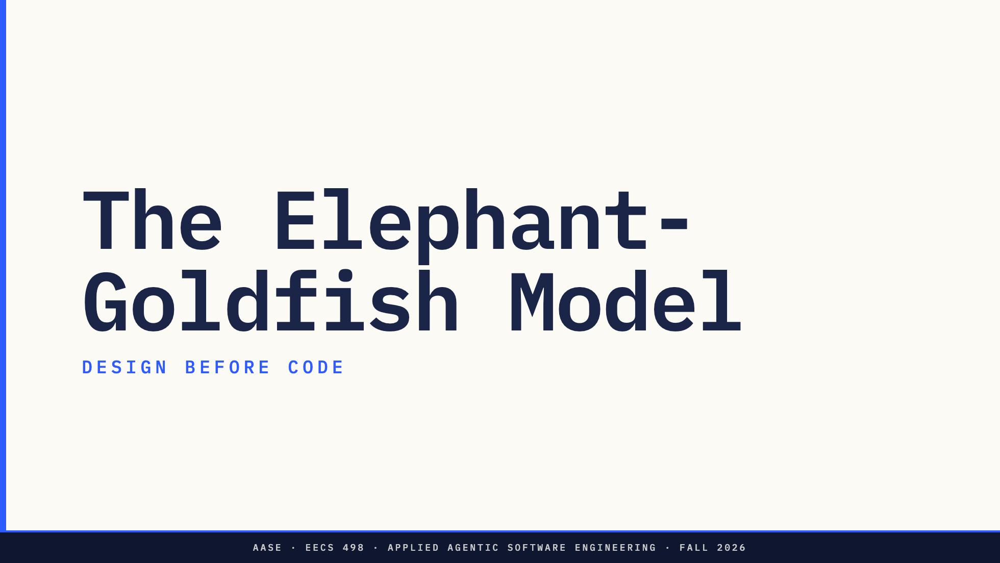 The Elephant-
Goldfish Model
DESIGN BEFORE CODE
AASE · EECS 498 · APPLIED AGENTIC SOFTWARE ENGINEERING · FALL 2026